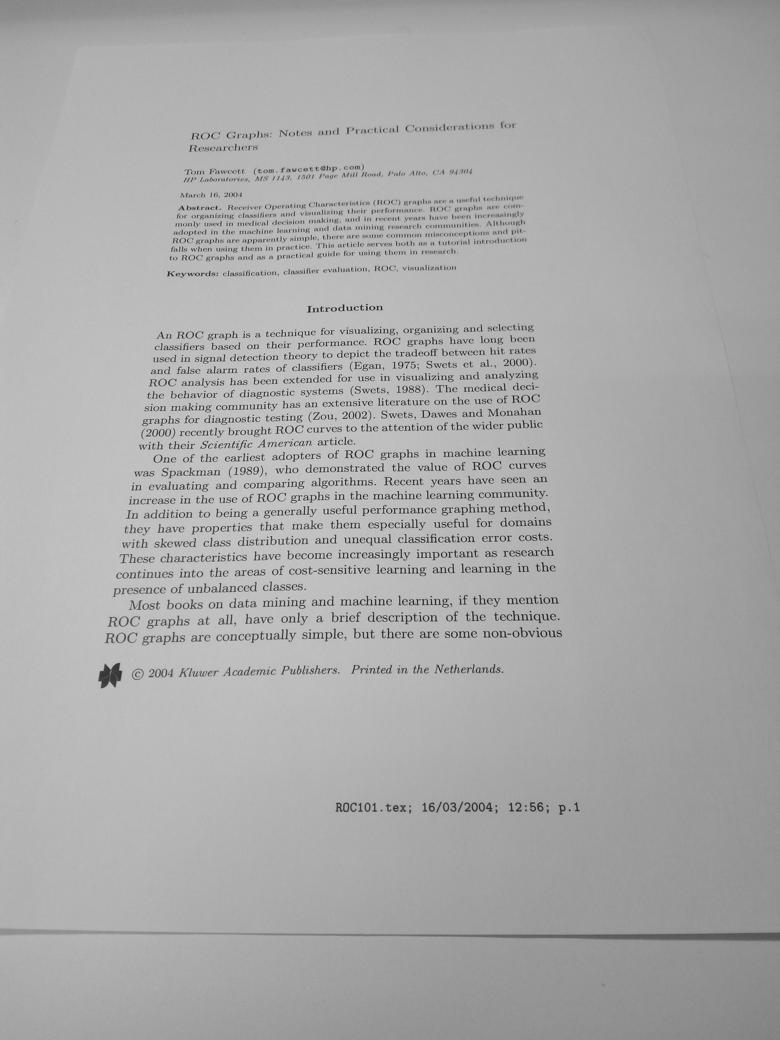 ROC Graphs: Notes and Practical Considerations for
Researchers
Tom Fawcett (tom.fawcett@hp.com)
HP Laboratories, MS 1143, 1501 Page Mill Road, Palo Alto, CA 94304
March 16, 2004
Abstract. Receiver Operating Characteristics (ROC) graphs are a useful technique
for organizing classifiers and visualizing their performance. ROC graphs are com-
monly used in medical decision making, and in recent years have been increasingly
adopted in the machine learning and data mining research communities. Although
ROC graphs are apparently simple, there are some common misconceptions and pit-
falls when using them in practice. This article serves both as a tutorial introduction
to ROC graphs and as a practical guide for using them in research.
Keywords: classification, classifier evaluation, ROC, visualization
Introduction
An ROC graph is a technique for visualizing, organizing and selecting
classifiers based on their performance. ROC graphs have long been
used in signal detection theory to depict the tradeoff between hit rates
and false alarm rates of classifiers (Egan, 1975; Swets et al., 2000).
ROC analysis has been extended for use in visualizing and analyzing
the behavior of diagnostic systems (Swets, 1988). The medical deci-
sion making community has an extensive literature on the use of ROC
graphs for diagnostic testing (Zou, 2002). Swets, Dawes and Monahan
(2000) recently brought ROC curves to the attention of the wider public
with their Scientific American article.
One of the earliest adopters of ROC graphs in machine learning
was Spackman (1989), who demonstrated the value of ROC curves
in evaluating and comparing algorithms. Recent years have seen an
increase in the use of ROC graphs in the machine learning community.
In addition to being a generally useful performance graphing method,
they have properties that make them especially useful for domains
with skewed class distribution and unequal classification error costs.
These characteristics have become increasingly important as research
continues into the areas of cost-sensitive learning and learning in the
presence of unbalanced classes.
Most books on data mining and machine learning, if they mention
ROC graphs at all, have only a brief description of the technique.
ROC graphs are conceptually simple, but there are some non-obvious
© 2004 Kluwer Academic Publishers. Printed in the Netherlands.
ROC101.tex; 16/03/2004; 12:56; p.1